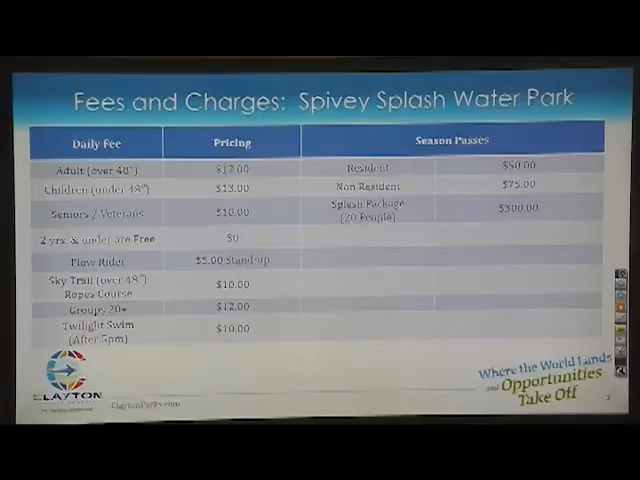 Fees and Charges: Spivey Splash Water Park
Daily Fee Pricing Season Passes
Adult (over 48") $17.00 Resident $50.00
Children (under 48") $13.00 Non Resident $75.00
Seniors / Veterans $10.00 Splash Package
(20 People) $300.00
2 yrs. & under are Free $0
Flow Rider $5.00 Stand-up
Sky Trail (over 48")
Ropes Course $10.00
Groups 20+ $12.00
Twilight Swim
(After 5pm) $10.00
CLAYTON
ClaytonParks.com
Where the World Lands
and Opportunities
Take Off